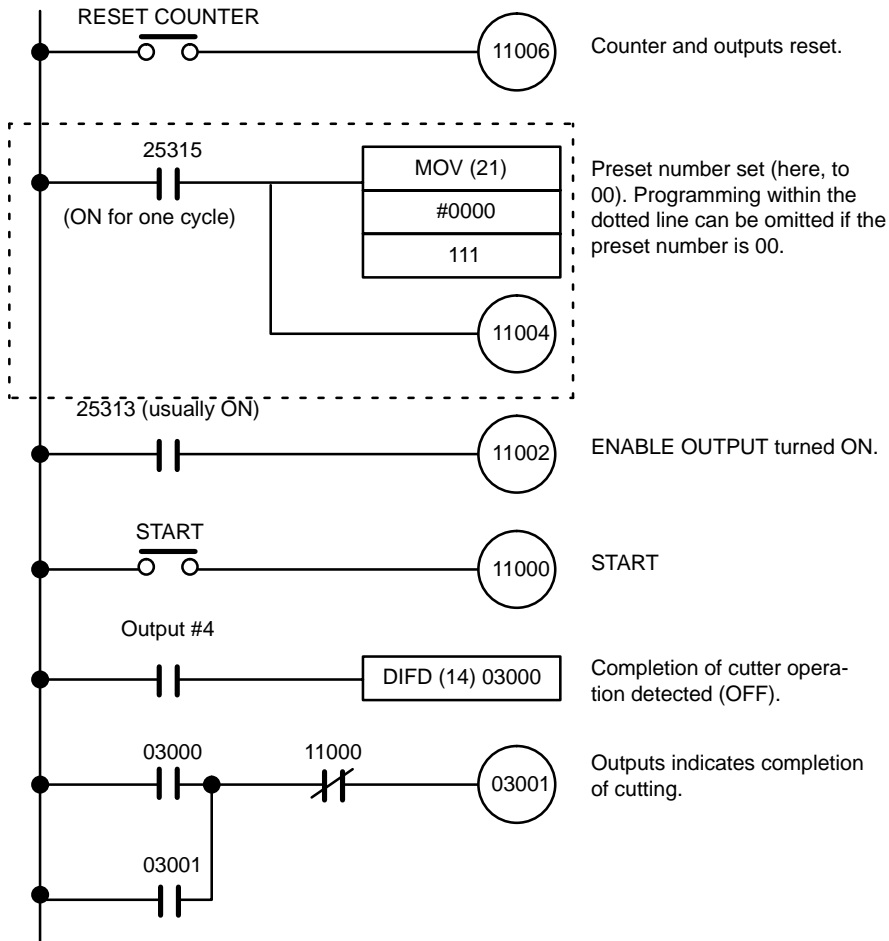 RESET COUNTER
11006
Counter and outputs reset.
25315
(ON for one cycle)
MOV (21)
#0000
111
11004
Preset number set (here, to
00). Programming within the
dotted line can be omitted if the
preset number is 00.
25313 (usually ON)
11002
ENABLE OUTPUT turned ON.
START
11000
START
Output #4
DIFD (14) 03000
Completion of cutter opera-
tion detected (OFF).
03000
11000
03001
Outputs indicates completion
of cutting.
03001